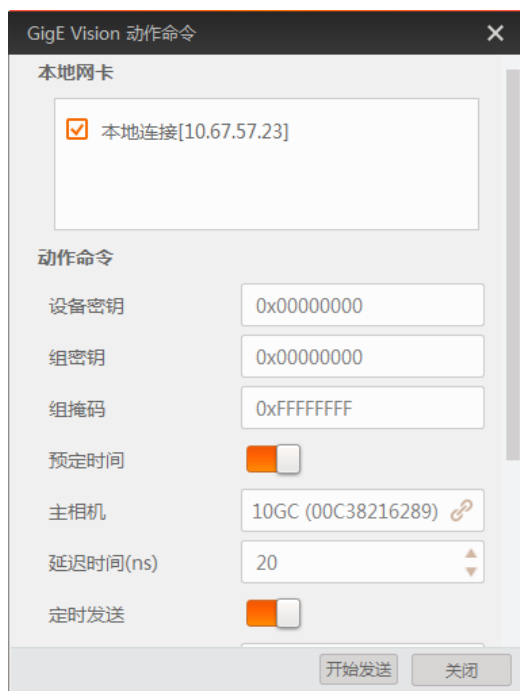 GigE Vision 动作命令
本地网卡
本地连接[10.67.57.23]
动作命令
设备密钥 0x00000000
组密钥 0x00000000
组掩码 0xFFFFFFFF
预定时间
主相机 10GC (00C38216289)
延迟时间(ns) 20
定时发送
开始发送 关闭